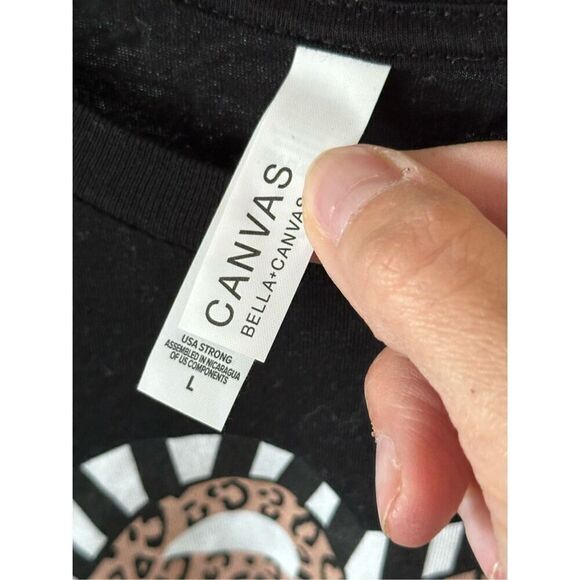 CANVAS
BELLA+CANVAS
USA STRONG
ASSEMBLED IN NICARAGUA
OF US COMPONENTS
L